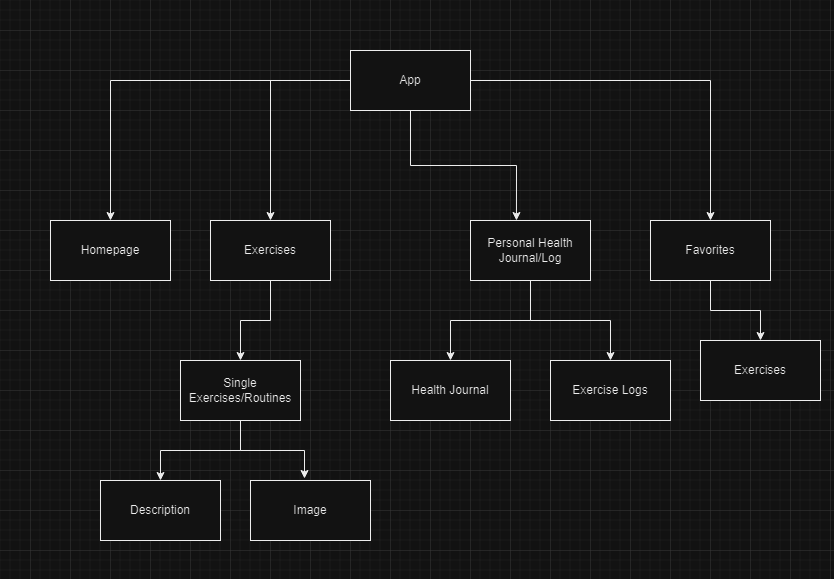 App
Homepage
Exercises
Personal Health
Journal/Log
Favorites
Single
Exercises/Routines
Health Journal
Exercise Logs
Exercises
Description
Image